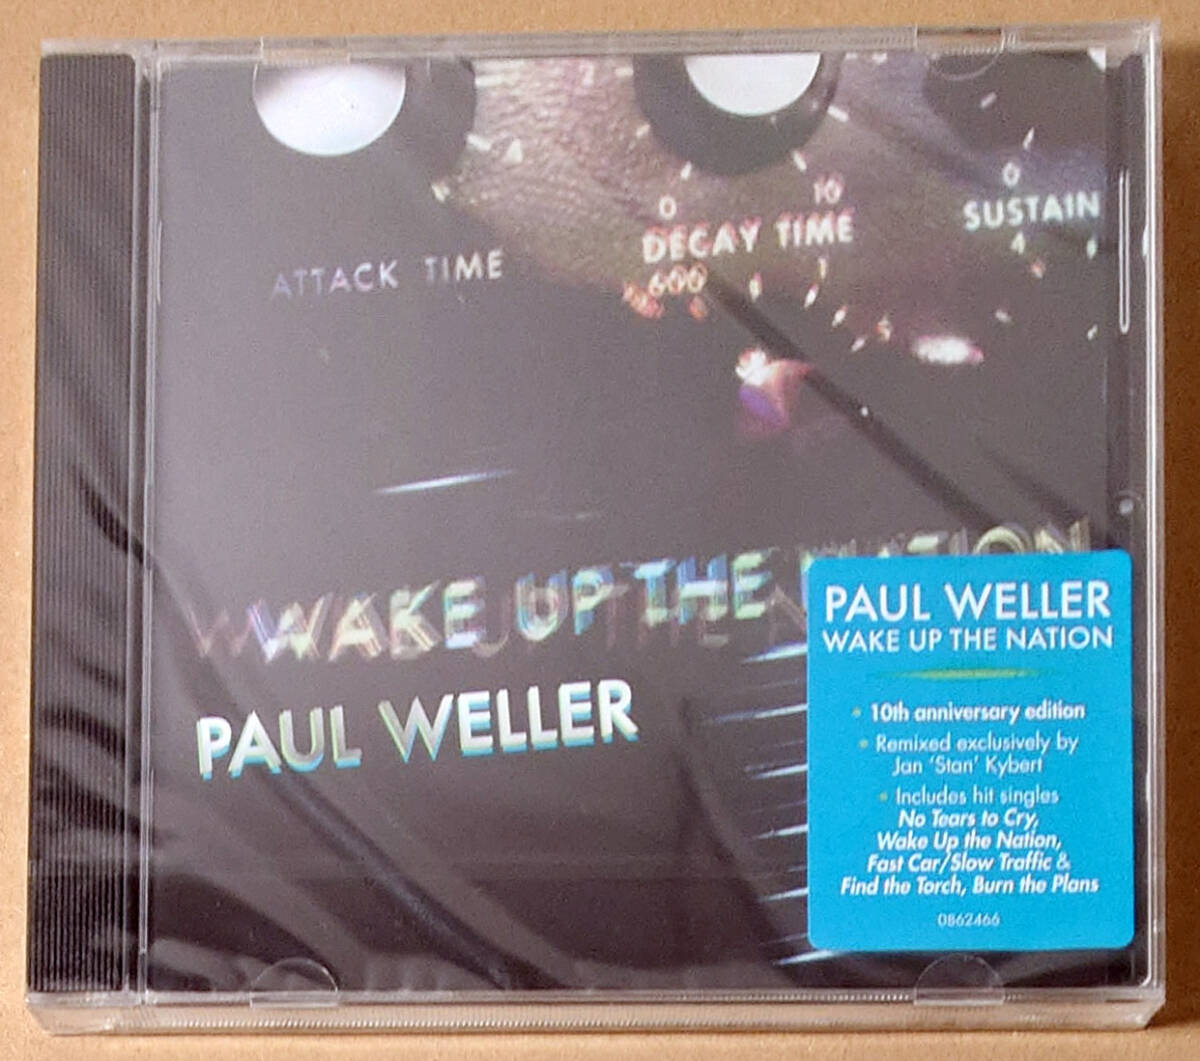 0
10
0
ATTACK TIME
DECAY TIME
SUSTAIN
600
1
4
WAKE UP THE NATION
PAUL WELLER
PAUL WELLER
WAKE UP THE NATION
• 10th anniversary edition
• Remixed exclusively by
Jan ‘Stan’ Kybert
• Includes hit singles
No Tears to Cry,
Wake Up the Nation,
Fast Car/Slow Traffic &
Find the Torch, Burn the Plans
0862466